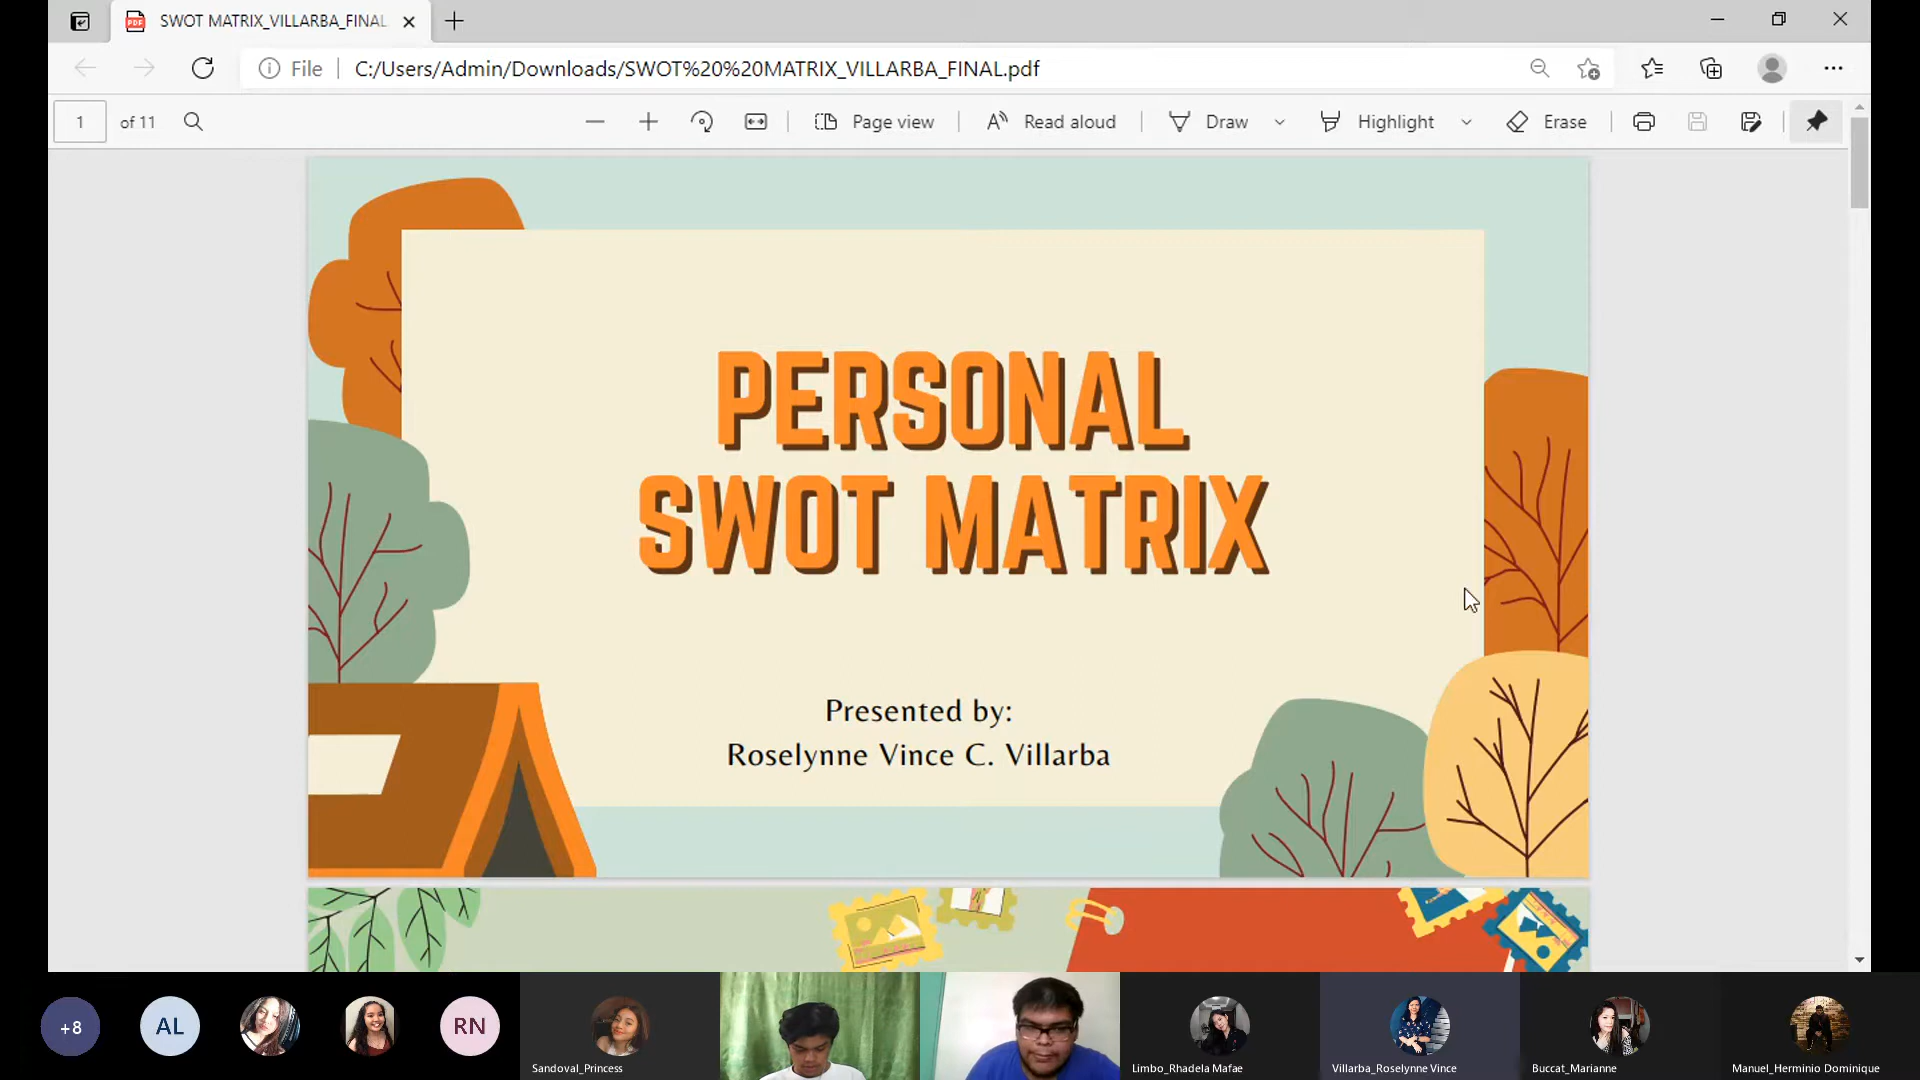 SWOT MATRIX_VILLARBA_FINAL
File
C:/Users/Admin/Downloads/SWOT%20%20MATRIX_VILLARBA_FINAL.pdf
1 of 11
Page view
Read aloud
Draw
Highlight
Erase
PERSONAL
SWOT MATRIX
Presented by:
Roselynne Vince C. Villarba
+8
AL
RN
Sandoval_Princess
Limbo_Rhadela Mafae
Villarba_Roselynne Vince
Buccat_Marianne
Manuel_Herminio Dominique